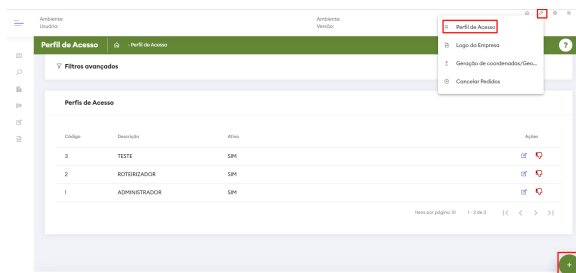 Ambiente:
Usuário:
Ambiente:
Versão:
Perfil de Acesso
- Perfil de Acesso
?
Perfil de Acesso
Logo da Empresa
Geração de coordenadas/Geo...
Cancelar Pedidos
Filtros avançados
Perfis de Acesso
Código Descrição Ativo Ações
3 TESTE SIM
2 ROTEIRIZADOR SIM
1 ADMINISTRADOR SIM
Itens por página: 10 1 - 3 de 3 |< < > >|
+